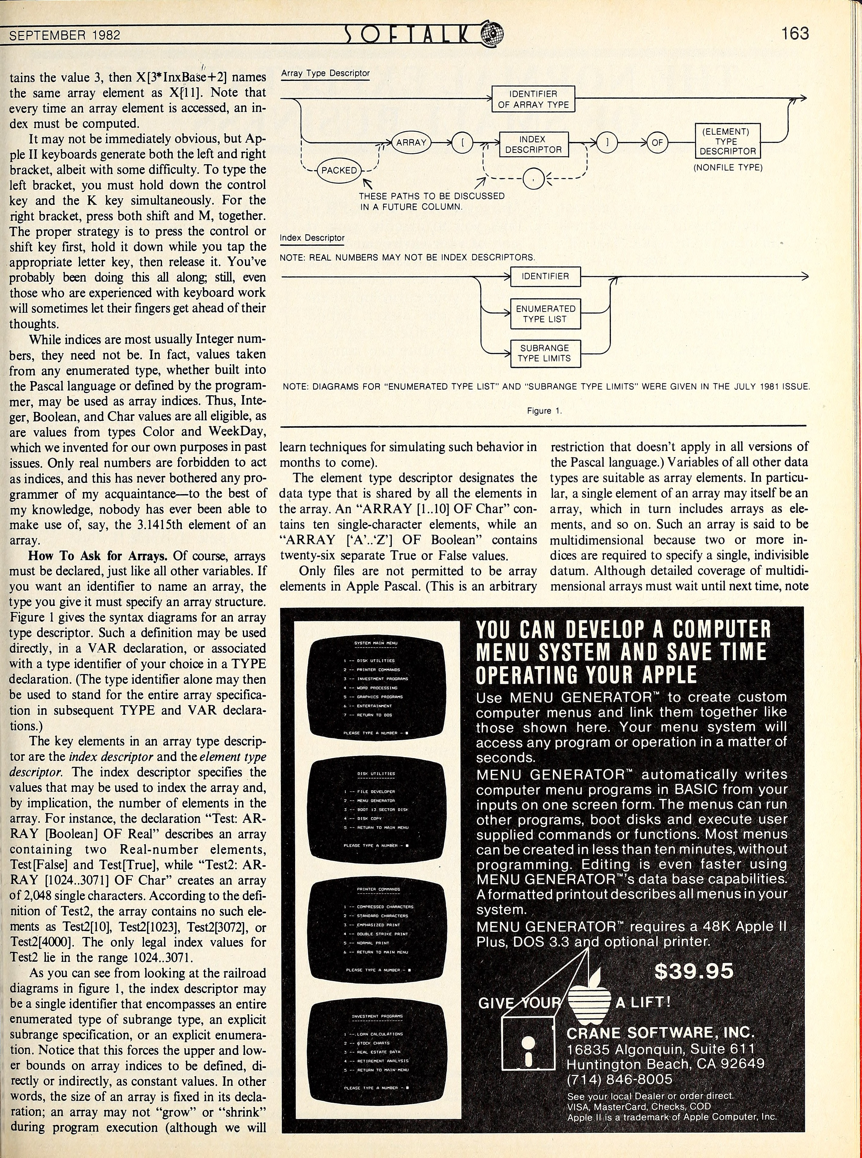 SEPTEMBER 1982
SOFTALK
163
tains the value 3, then X[3*InxBase+2] names
the same array element as X[11]. Note that
every time an array element is accessed, an in-
dex must be computed.
It may not be immediately obvious, but Ap-
ple II keyboards generate both the left and right
bracket, albeit with some difficulty. To type the
left bracket, you must hold down the control
key and the K key simultaneously. For the
right bracket, press both shift and M, together.
The proper strategy is to press the control or
shift key first, hold it down while you tap the
appropriate letter key, then release it. You've
probably been doing this all along; still, even
those who are experienced with keyboard work
will sometimes let their fingers get ahead of their
thoughts.
While indices are most usually Integer num-
bers, they need not be. In fact, values taken
from any enumerated type, whether built into
the Pascal language or defined by the program-
mer, may be used as array indices. Thus, Inte-
ger, Boolean, and Char values are all eligible, as
are values from types Color and WeekDay,
which we invented for our own purposes in past
issues. Only real numbers are forbidden to act
as indices, and this has never bothered any pro-
grammer of my acquaintance—to the best of
my knowledge, nobody has ever been able to
make use of, say, the 3.1415th element of an
array.
How To Ask for Arrays. Of course, arrays
must be declared, just like all other variables. If
you want an identifier to name an array, the
type you give it must specify an array structure.
Figure 1 gives the syntax diagrams for an array
type descriptor. Such a definition may be used
directly, in a VAR declaration, or associated
with a type identifier of your choice in a TYPE
declaration. (The type identifier alone may then
be used to stand for the entire array specifica-
tion in subsequent TYPE and VAR declara-
tions.)
The key elements in an array type descrip-
tor are the index descriptor and the element type
descriptor. The index descriptor specifies the
values that may be used to index the array and,
by implication, the number of elements in the
array. For instance, the declaration "Test: AR-
RAY [Boolean] OF Real" describes an array
containing two Real-number elements,
Test[False] and Test[True], while "Test2: AR-
RAY [1024..3071] OF Char" creates an array
of 2,048 single characters. According to the defi-
nition of Test2, the array contains no such ele-
ments as Test2[10], Test2[1023], Test2[3072], or
Test2[4000]. The only legal index values for
Test2 lie in the range 1024..3071.
As you can see from looking at the railroad
diagrams in figure 1, the index descriptor may
be a single identifier that encompasses an entire
enumerated type of subrange type, an explicit
subrange specification, or an explicit enumera-
tion. Notice that this forces the upper and low-
er bounds on array indices to be defined, di-
rectly or indirectly, as constant values. In other
words, the size of an array is fixed in its decla-
ration; an array may not "grow" or "shrink"
during program execution (although we will
Array Type Descriptor
IDENTIFIER
OF ARRAY TYPE
ARRAY
[
INDEX
DESCRIPTOR
]
OF
(ELEMENT)
TYPE
DESCRIPTOR
(NONFILE TYPE)
PACKED
THESE PATHS TO BE DISCUSSED
IN A FUTURE COLUMN.
Index Descriptor
NOTE: REAL NUMBERS MAY NOT BE INDEX DESCRIPTORS.
IDENTIFIER
ENUMERATED
TYPE LIST
SUBRANGE
TYPE LIMITS
NOTE: DIAGRAMS FOR "ENUMERATED TYPE LIST" AND "SUBRANGE TYPE LIMITS" WERE GIVEN IN THE JULY 1981 ISSUE.
Figure 1.
learn techniques for simulating such behavior in
months to come).
The element type descriptor designates the
data type that is shared by all the elements in
the array. An "ARRAY [1..10] OF Char" con-
tains ten single-character elements, while an
"ARRAY ['A'..'Z'] OF Boolean" contains
twenty-six separate True or False values.
Only files are not permitted to be array
elements in Apple Pascal. (This is an arbitrary
restriction that doesn't apply in all versions of
the Pascal language.) Variables of all other data
types are suitable as array elements. In particu-
lar, a single element of an array may itself be an
array, which in turn includes arrays as ele-
ments, and so on. Such an array is said to be
multidimensional because two or more in-
dices are required to specify a single, indivisible
datum. Although detailed coverage of multidi-
mensional arrays must wait until next time, note
SYSTEM MAIN MENU
1 -- DISK UTILITIES
2 -- PRINTER COMMANDS
3 -- INVESTMENT PROGRAMS
4 -- WORD PROCESSING
5 -- GRAPHICS PROGRAMS
6 -- ENTERTAINMENT
7 -- RETURN TO DOS
PLEASE TYPE A NUMBER -
DISK UTILITIES
1 -- FILE DEVELOPER
2 -- MENU GENERATOR
3 -- BOOT 13 SECTOR DISK
4 -- DISK COPY
5 -- RETURN TO MAIN MENU
PLEASE TYPE A NUMBER -
PRINTER COMMANDS
1 -- COMPRESSED CHARACTERS
2 -- STANDARD CHARACTERS
3 -- EMPHASIZED PRINT
4 -- DOUBLE STRIKE PRINT
5 -- NORMAL PRINT
6 -- RETURN TO MAIN MENU
PLEASE TYPE A NUMBER -
INVESTMENT PROGRAMS
1 -- LOAN CALCULATIONS
2 -- STOCK CHARTS
3 -- REAL ESTATE DATA
4 -- RETIREMENT ANALYSIS
5 -- RETURN TO MAIN MENU
PLEASE TYPE A NUMBER -
YOU CAN DEVELOP A COMPUTER
MENU SYSTEM AND SAVE TIME
OPERATING YOUR APPLE
Use MENU GENERATOR™ to create custom
computer menus and link them together like
those shown here. Your menu system will
access any program or operation in a matter of
seconds.
MENU GENERATOR™ automatically writes
computer menu programs in BASIC from your
inputs on one screen form. The menus can run
other programs, boot disks and execute user
supplied commands or functions. Most menus
can be created in less than ten minutes, without
programming. Editing is even faster using
MENU GENERATOR™'s data base capabilities.
A formatted printout describes all menus in your
system.
MENU GENERATOR™ requires a 48K Apple II
Plus, DOS 3.3 and optional printer.
$39.95
GIVE YOUR A LIFT!
CRANE SOFTWARE, INC.
16835 Algonquin, Suite 611
Huntington Beach, CA 92649
(714) 846-8005
See your local Dealer or order direct.
VISA, MasterCard, Checks, COD
Apple II is a trademark of Apple Computer, Inc.